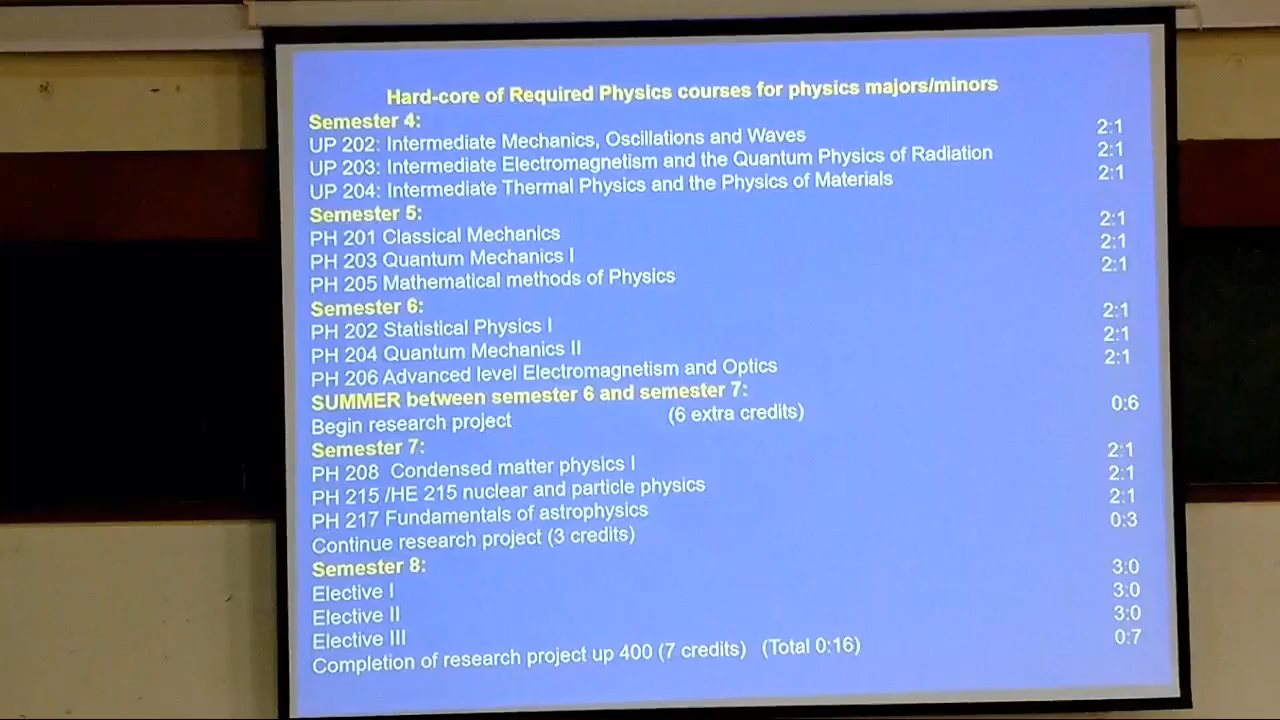 Hard-core of Required Physics courses for physics majors/minors
Semester 4:
UP 202: Intermediate Mechanics, Oscillations and Waves 2:1
UP 203: Intermediate Electromagnetism and the Quantum Physics of Radiation 2:1
UP 204: Intermediate Thermal Physics and the Physics of Materials 2:1
Semester 5:
PH 201 Classical Mechanics 2:1
PH 203 Quantum Mechanics I 2:1
PH 205 Mathematical methods of Physics 2:1
Semester 6:
PH 202 Statistical Physics I 2:1
PH 204 Quantum Mechanics II 2:1
PH 206 Advanced level Electromagnetism and Optics 2:1
SUMMER between semester 6 and semester 7:
Begin research project (6 extra credits) 0:6
Semester 7:
PH 208 Condensed matter physics I 2:1
PH 215 /HE 215 nuclear and particle physics 2:1
PH 217 Fundamentals of astrophysics 2:1
Continue research project (3 credits) 0:3
Semester 8:
Elective I 3:0
Elective II 3:0
Elective III 3:0
Completion of research project up 400 (7 credits) (Total 0:16) 0:7